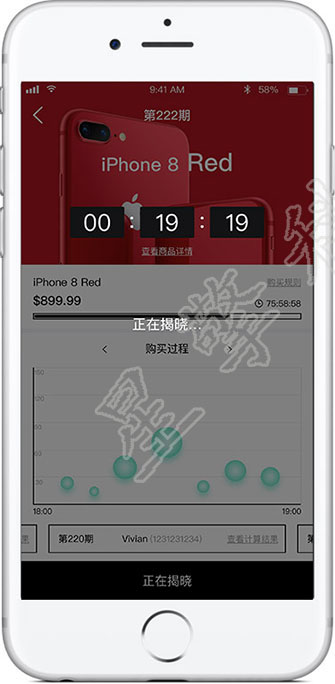 9:41 AM 58%
第222期
iPhone 8 Red
00 : 19 : 19
查看商品详情
iPhone 8 Red 购买规则
$899.99 75:58:58
正在揭晓...
< 购买过程 >
150
120
90
60
30
18:00 19:00
果 第220期 Vivian (1231231234) 查看计算结果 第
正在揭晓